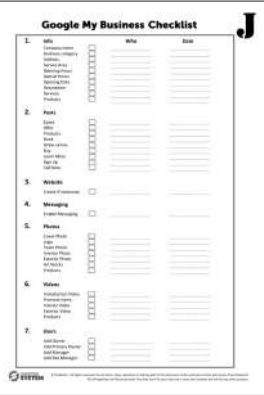 Google My Business Checklist
J
1. Info Who Date
Company name
Business category
Address
Service Area
Opening Hours
Special Hours
Opening Date
Description
Services
Products
2. Posts
Event
Offer
Products
Book
Order online
Buy
Learn More
Sign Up
Call Now
3. Website
Create if necessary
4. Messaging
Enable Messaging
5. Photos
Cover Photo
Logo
Team Photo
Interior Photo
Exterior Photo
Products
6. Videos
Introduction Video
Interior Video
Exterior Video
Products
7. Users
Add Owner
Add Primary Owner
Add Manager
Add Site Manager
SYSTEM